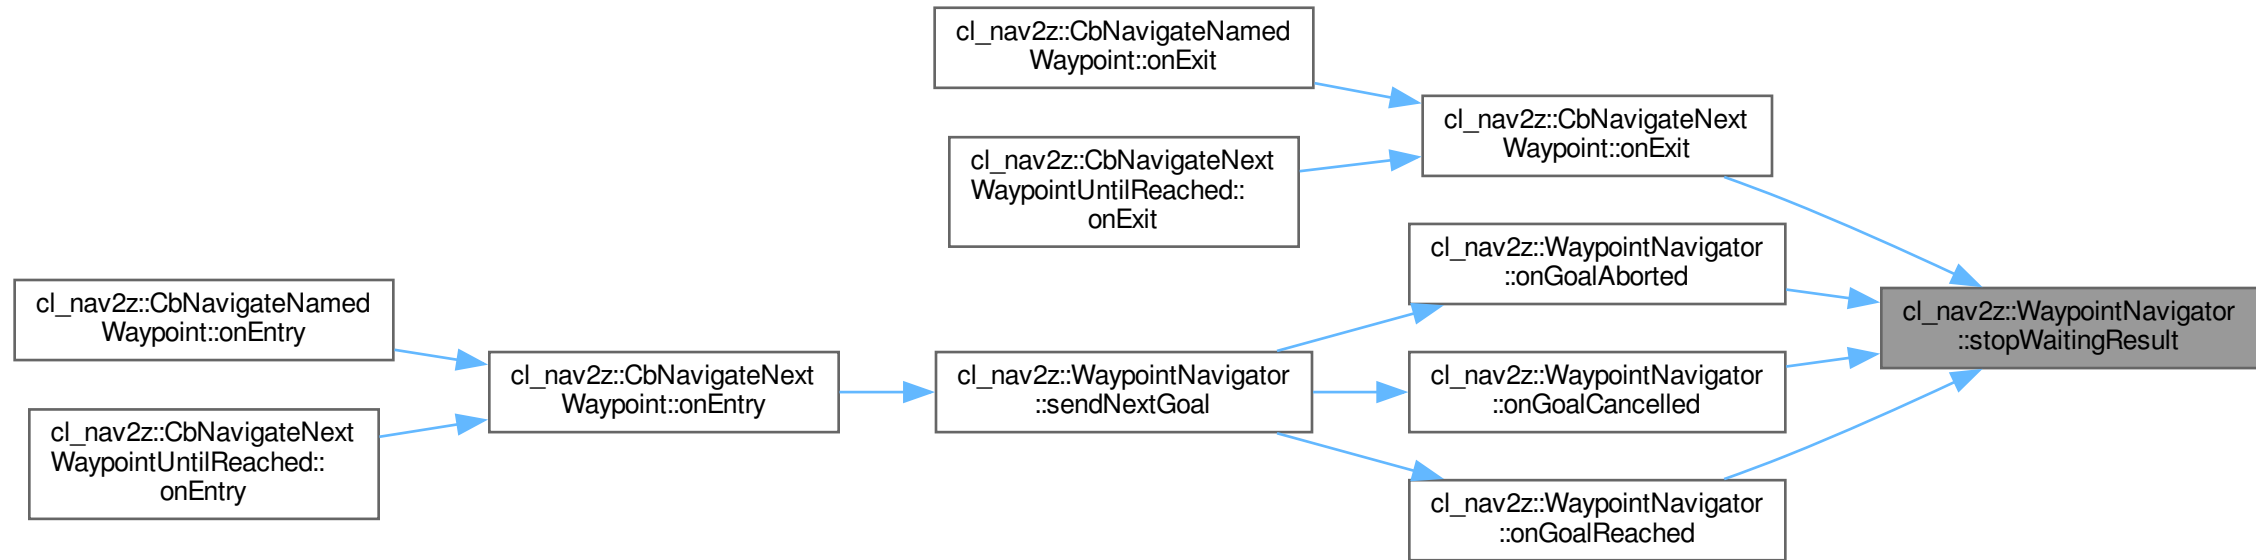 cl_nav2z::CbNavigateNamed
Waypoint::onExit
cl_nav2z::CbNavigateNext
Waypoint::onExit
cl_nav2z::CbNavigateNext
WaypointUntilReached::
onExit
cl_nav2z::WaypointNavigator
::onGoalAborted
cl_nav2z::CbNavigateNamed
Waypoint::onEntry
cl_nav2z::WaypointNavigator
::stopWaitingResult
cl_nav2z::CbNavigateNext
Waypoint::onEntry
cl_nav2z::WaypointNavigator
::sendNextGoal
cl_nav2z::WaypointNavigator
::onGoalCancelled
cl_nav2z::CbNavigateNext
WaypointUntilReached::
onEntry
cl_nav2z::WaypointNavigator
::onGoalReached